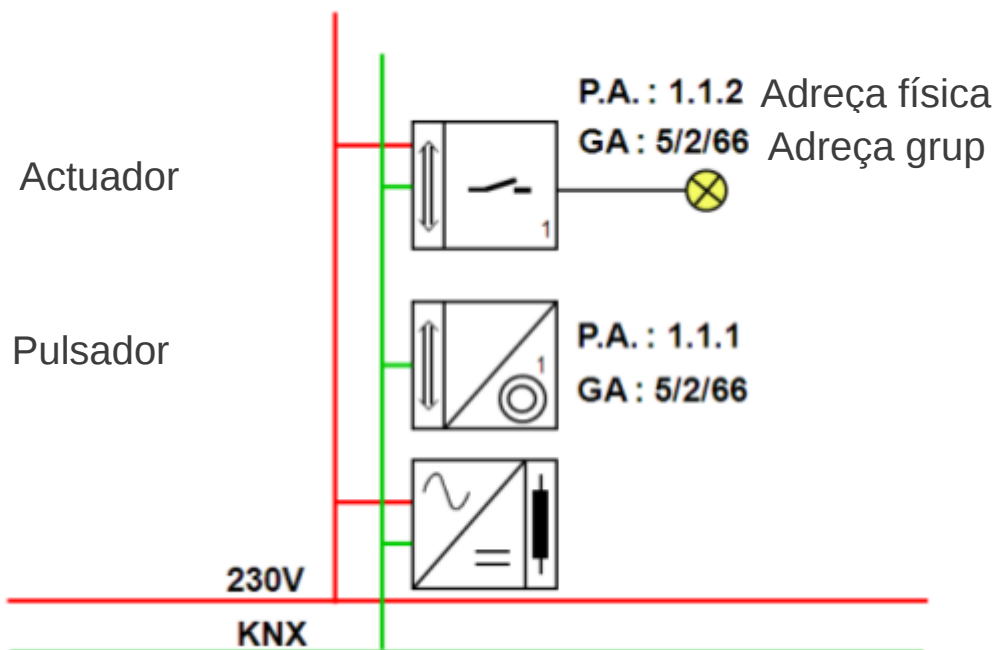 P.A. : 1.1.2 Adreça física
GA : 5/2/66 Adreça grup
Actuador
1
Pulsador
P.A. : 1.1.1
1
GA : 5/2/66
230V
KNX